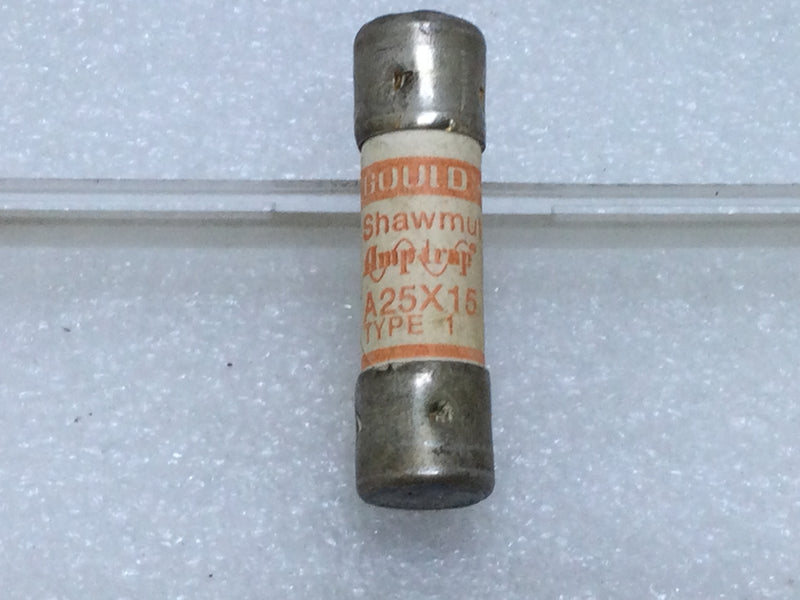 GOULD
Shawmut
Amp-trap®
A25X15
TYPE 1